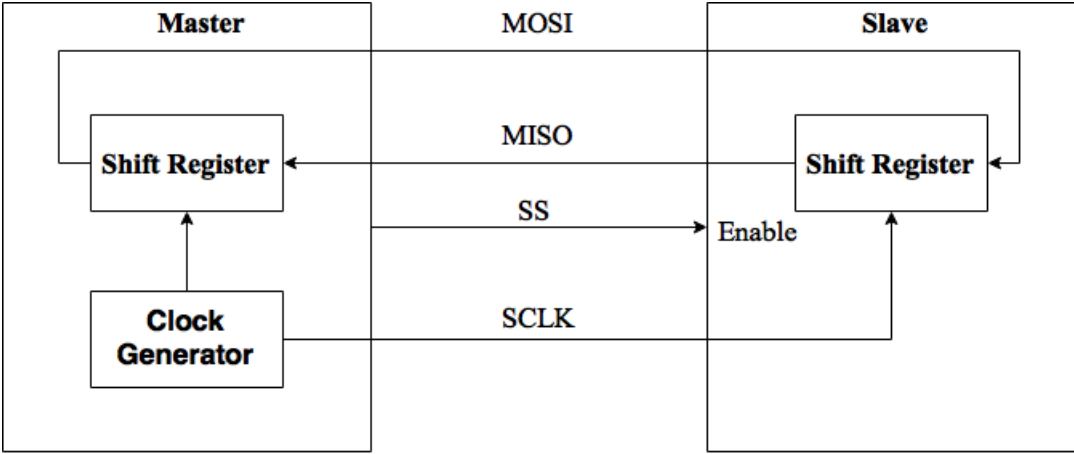 Master
MOSI
Slave
Shift Register
MISO
Shift Register
SS
Enable
Clock
Generator
SCLK